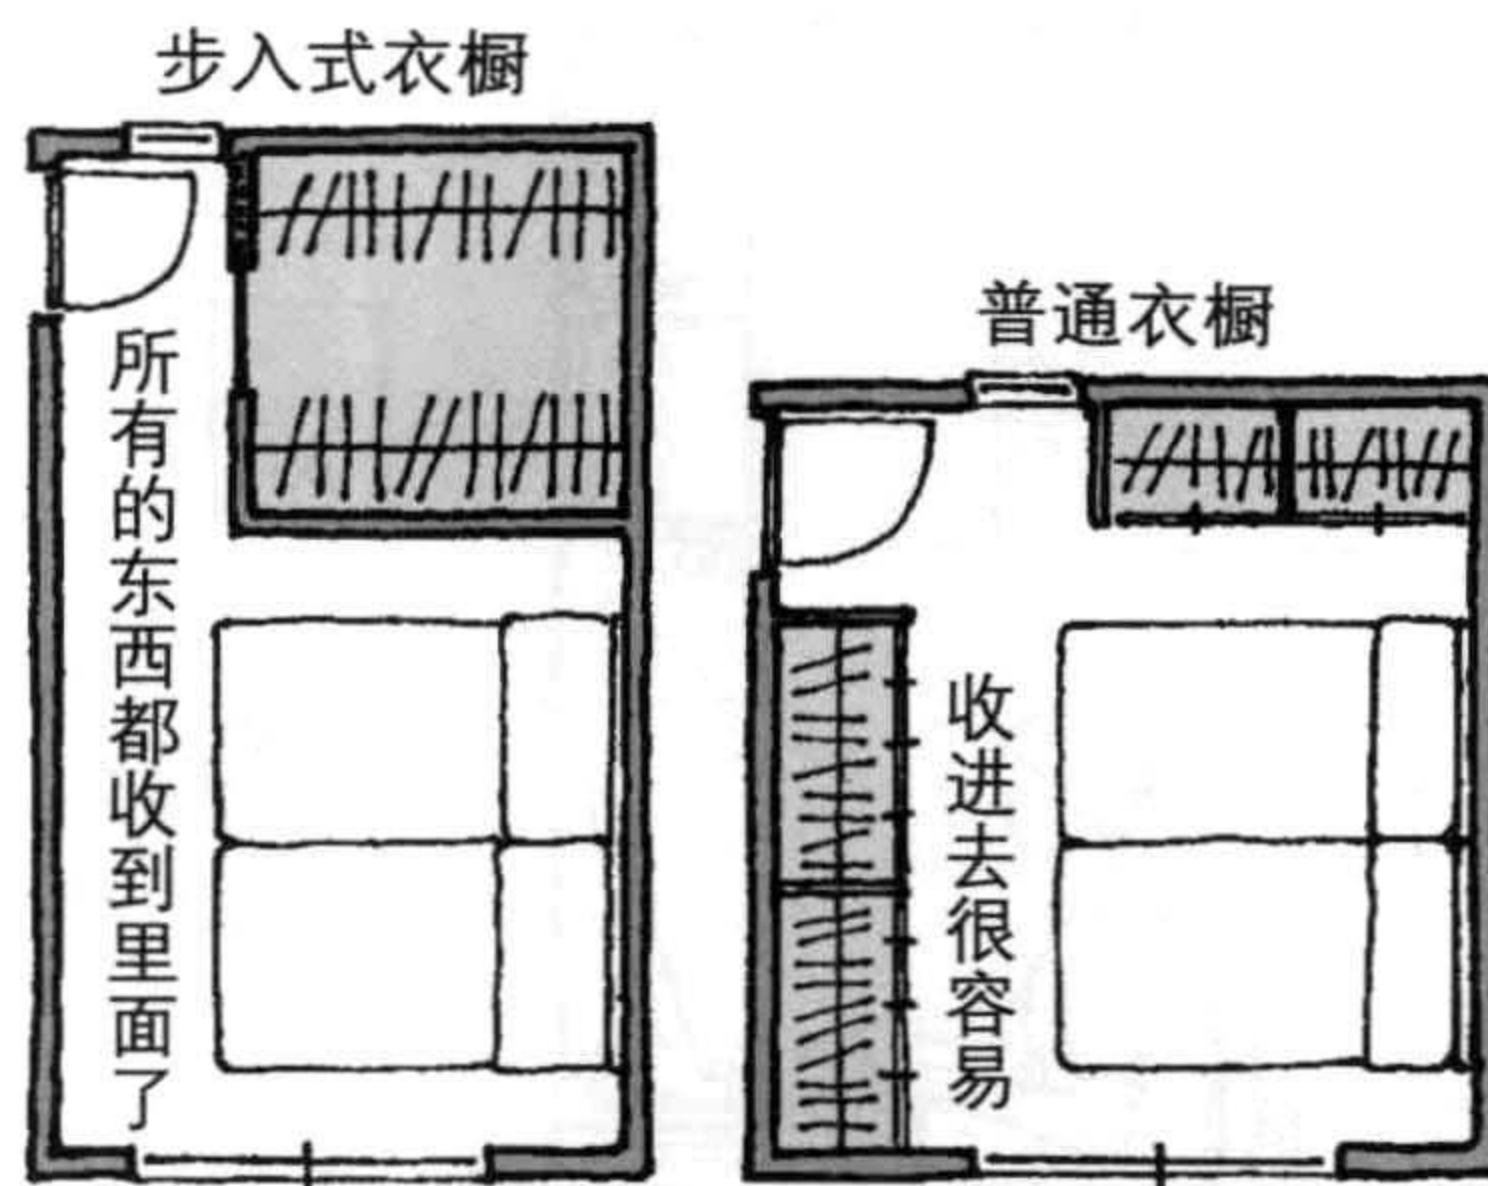 步入式衣橱
所有的东西都收到里面了
普通衣橱
收进去很容易